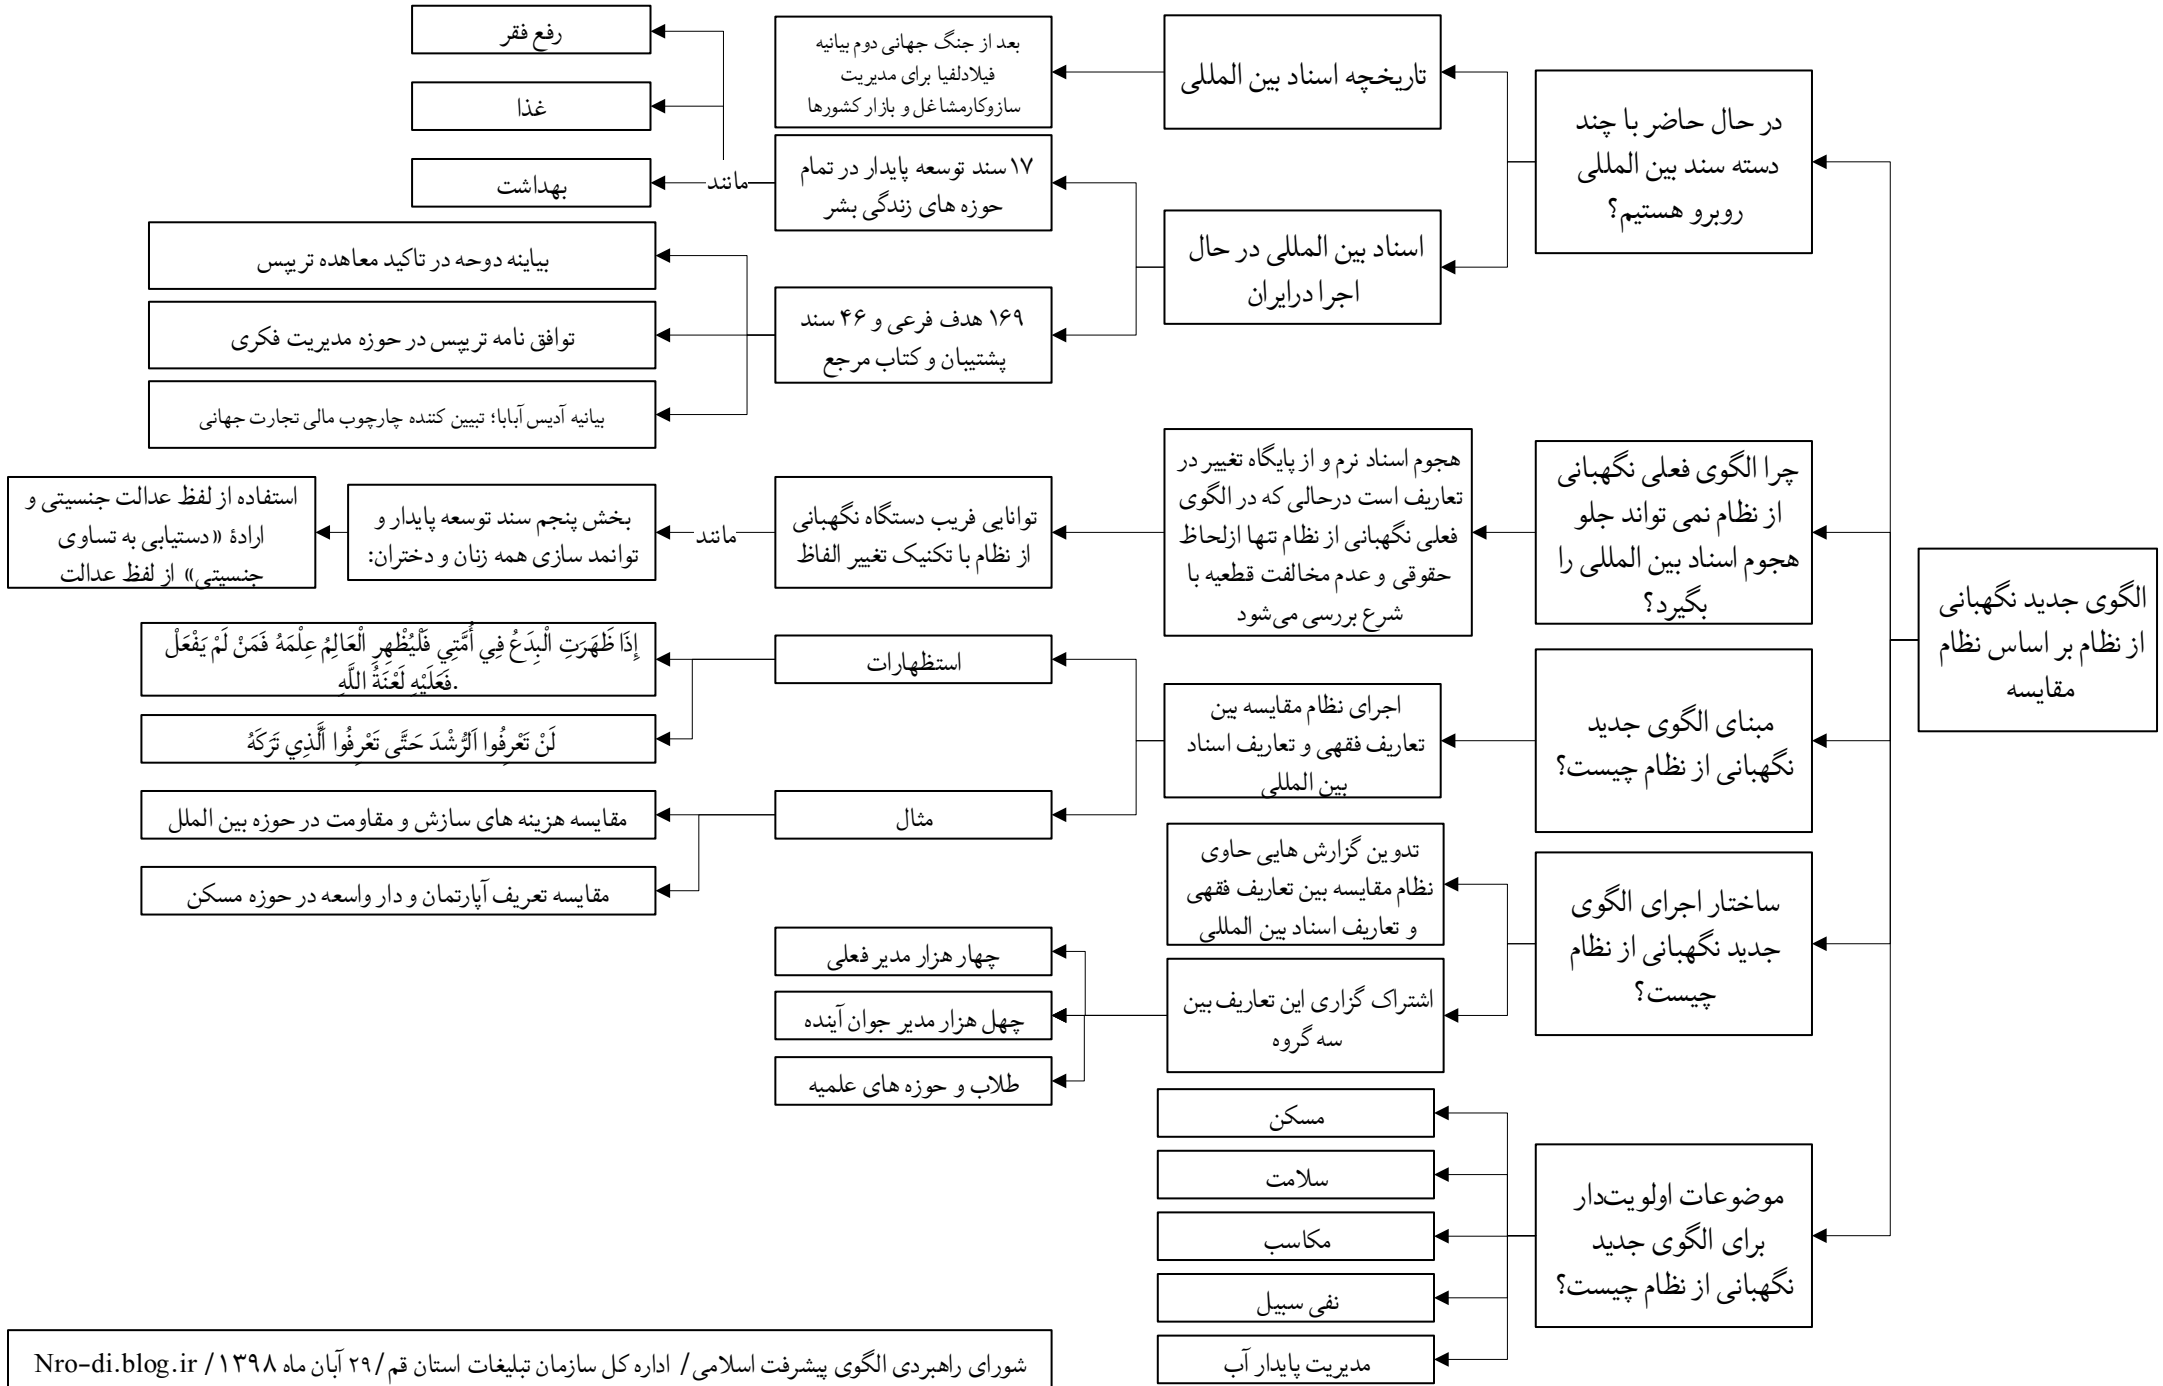 الگوی جدید نگهبانی
از نظام بر اساس نظام
مقایسه
در حال حاضر با چند
دسته سند بین المللی
روبرو هستیم؟
تاریخچه اسناد بین المللی
بعد از جنگ جهانی دوم بیانیه
فیلادلفیا برای مدیریت
سازوکارمشاغل و بازار کشورها
اسناد بین المللی در حال
اجرا درایران
۱۷ سند توسعه پایدار در تمام
حوزه های زندگی بشر
مانند
رفع فقر
غذا
بهداشت
۱۶۹ هدف فرعی و ۴۶ سند
پشتیبان و کتاب مرجع
بیاینه دوحه در تاکید معاهده تریپس
توافق نامه تریپس در حوزه مدیریت فکری
بیانیه آدیس آبابا؛ تبیین کننده چارچوب مالی تجارت جهانی
چرا الگوی فعلی نگهبانی
از نظام نمی تواند جلو
هجوم اسناد بین المللی را
بگیرد؟
هجوم اسناد نرم و از پایگاه تغییر در
تعاریف است درحالی که در الگوی
فعلی نگهبانی از نظام تنها ازلحاظ
حقوقی و عدم مخالفت قطعیه با
شرع بررسی می‌شود
توانایی فریب دستگاه نگهبانی
از نظام با تکنیک تغییر الفاظ
مانند
بخش پنجم سند توسعه پایدار و
توانمند سازی همه زنان و دختران:
استفاده از لفظ عدالت جنسیتی و
ارادهٔ «دستیابی به تساوی
جنسیتی» از لفظ عدالت
مبنای الگوی جدید
نگهبانی از نظام چیست؟
اجرای نظام مقایسه بین
تعاریف فقهی و تعاریف اسناد
بین المللی
استظهارات
إِذَا ظَهَرَتِ الْبِدَعُ فِي أُمَّتِي فَلْيُظْهِرِ الْعَالِمُ عِلْمَهُ فَمَنْ لَمْ يَفْعَلْ
فَعَلَيْهِ لَعْنَةُ اللَّهِ.
لَنْ تَعْرِفُوا اَلرُّشْدَ حَتَّى تَعْرِفُوا اَلَّذِي تَرَكَهُ
مثال
مقایسه هزینه های سازش و مقاومت در حوزه بین الملل
مقایسه تعریف آپارتمان و دار واسعه در حوزه مسکن
ساختار اجرای الگوی
جدید نگهبانی از نظام
چیست؟
تدوین گزارش هایی حاوی
نظام مقایسه بین تعاریف فقهی
و تعاریف اسناد بین المللی
اشتراک گزاری این تعاریف بین
سه گروه
چهار هزار مدیر فعلی
چهل هزار مدیر جوان آینده
طلاب و حوزه های علمیه
موضوعات اولویت‌دار
برای الگوی جدید
نگهبانی از نظام چیست؟
مسکن
سلامت
مکاسب
نفی سبیل
مدیریت پایدار آب
شورای راهبردی الگوی پیشرفت اسلامی/ اداره کل سازمان تبلیغات استان قم/ ۲۹ آبان ماه ۱۳۹۸ / Nro-di.blog.ir